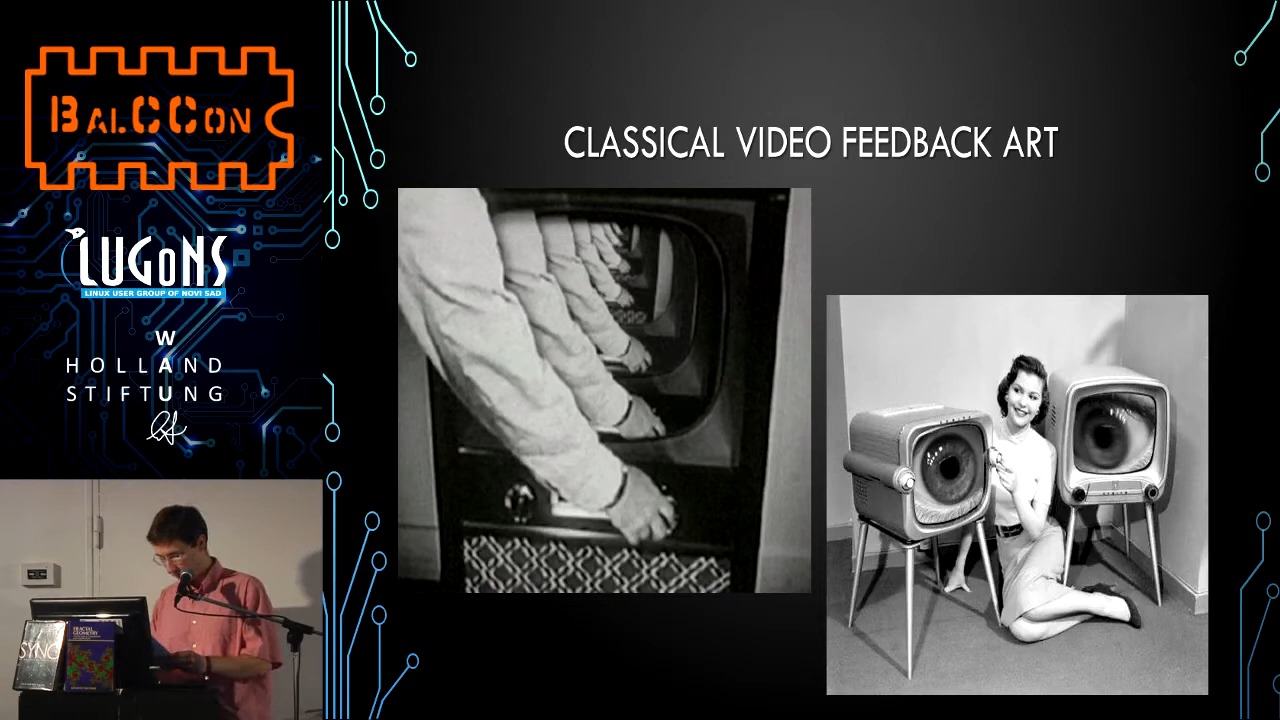 BALCCON
LUGONS
LINUX USER GROUP OF NOVI SAD
W
HOLLAND
STIFTUNG
CLASSICAL VIDEO FEEDBACK ART
SYNC
FRACTAL
GEOMETRY